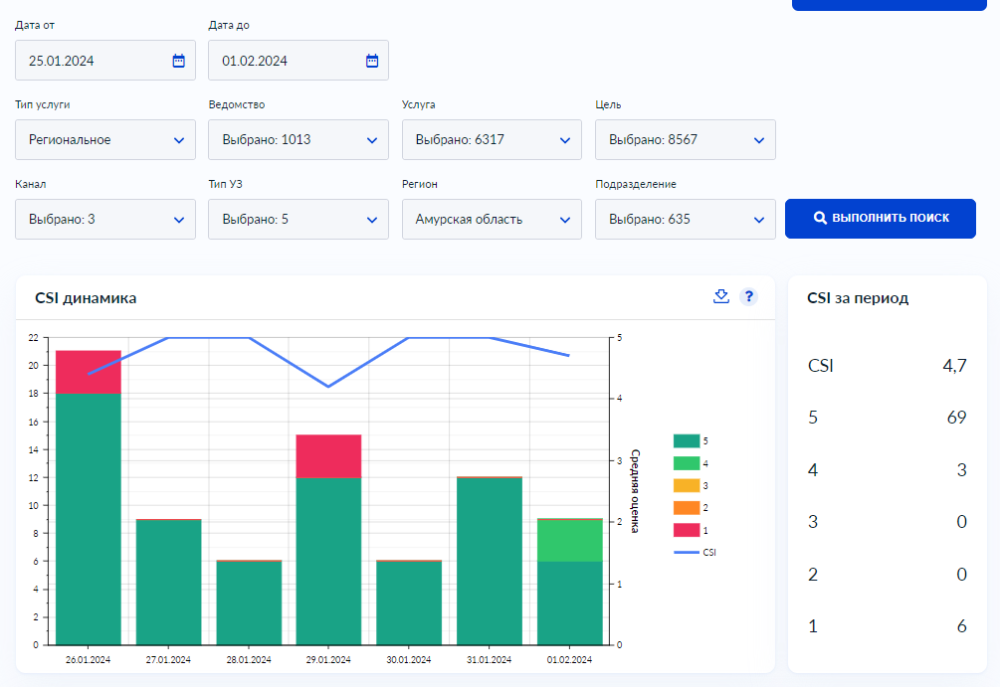 Дата от Дата до
25.01.2024 01.02.2024
Тип услуги Ведомство Услуга Цель
Региональное Выбрано: 1013 Выбрано: 6317 Выбрано: 8567
Канал Тип УЗ Регион Подразделение
Выбрано: 3 Выбрано: 5 Амурская область Выбрано: 635 ВЫПОЛНИТЬ ПОИСК
CSI динамика ?
22
20
18
16
14
12
10
8
6
4
2
0
5
4
3
2
1
0
Средняя оценка
26.01.2024 27.01.2024 28.01.2024 29.01.2024 30.01.2024 31.01.2024 01.02.2024
5
4
3
2
1
CSI
CSI за период
CSI 4,7
5 69
4 3
3 0
2 0
1 6